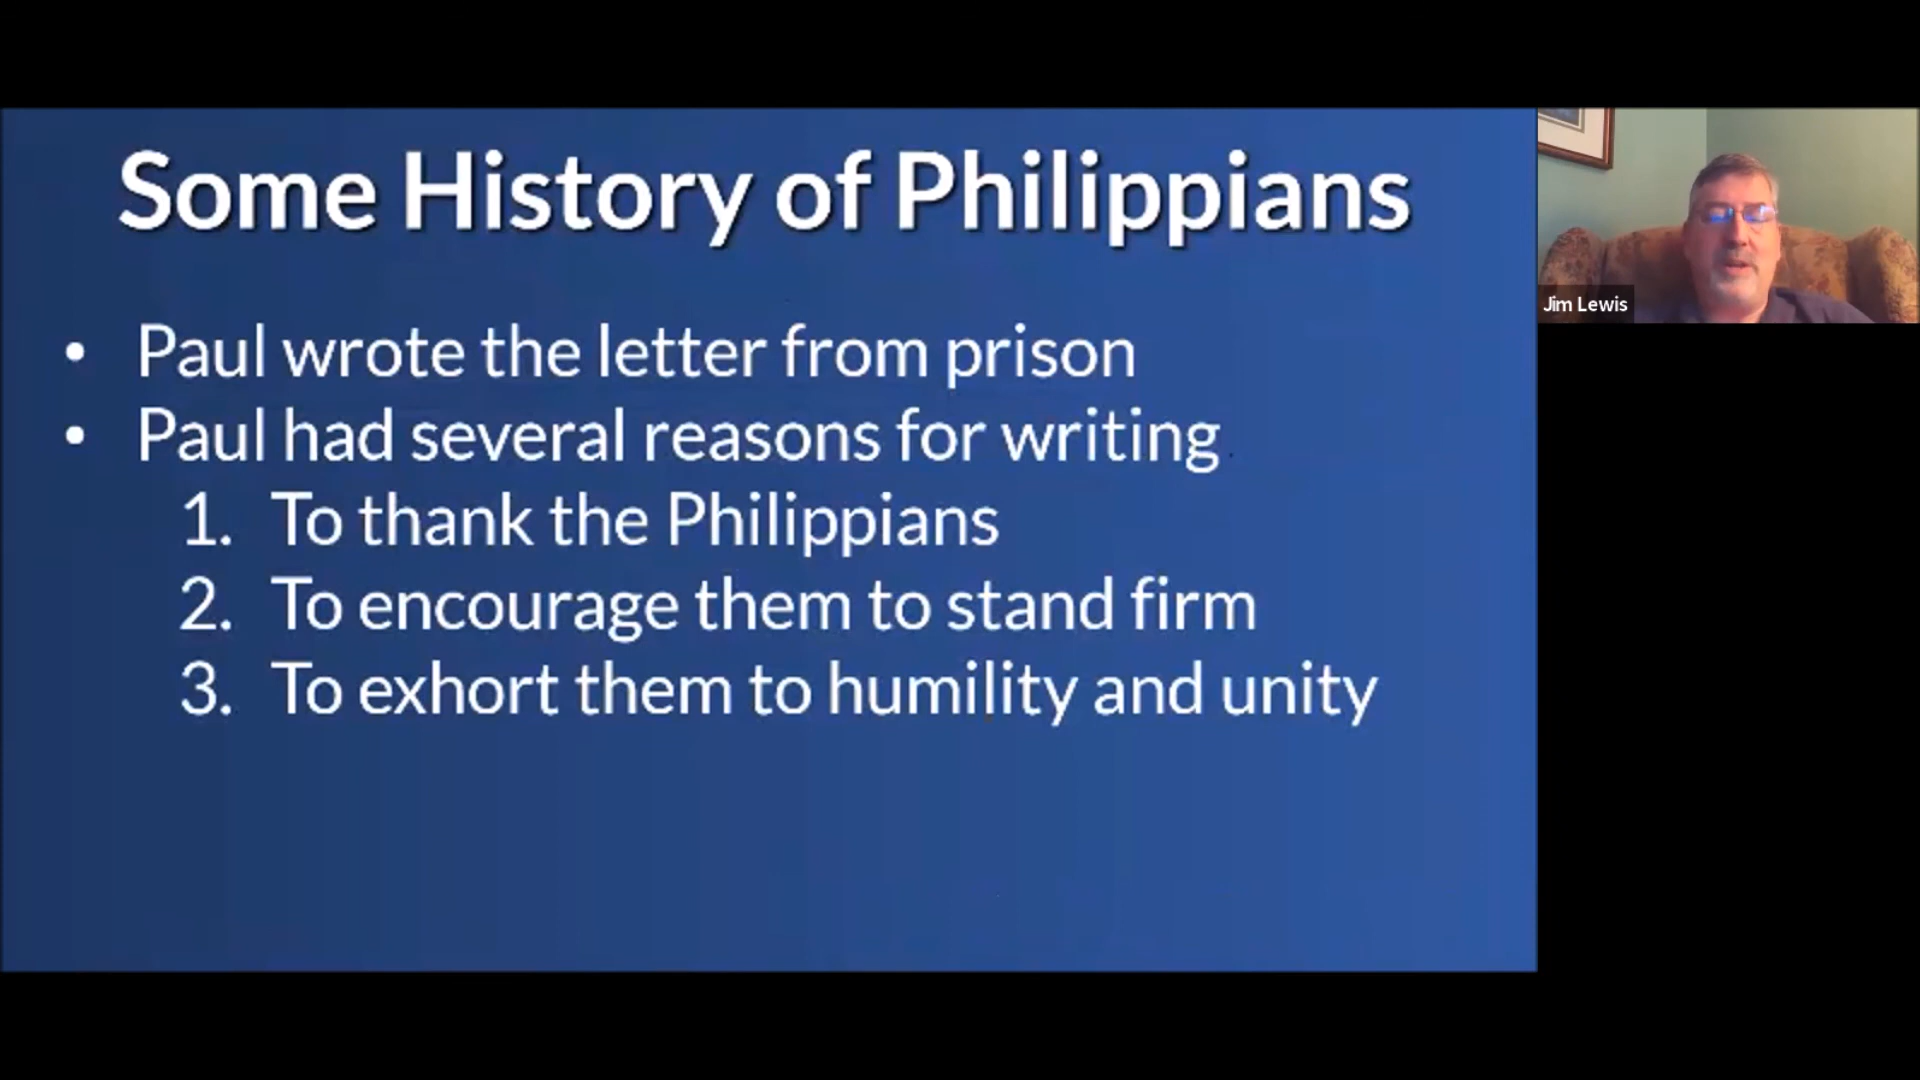 Some History of Philippians
• Paul wrote the letter from prison
• Paul had several reasons for writing
1. To thank the Philippians
2. To encourage them to stand firm
3. To exhort them to humility and unity
Jim Lewis